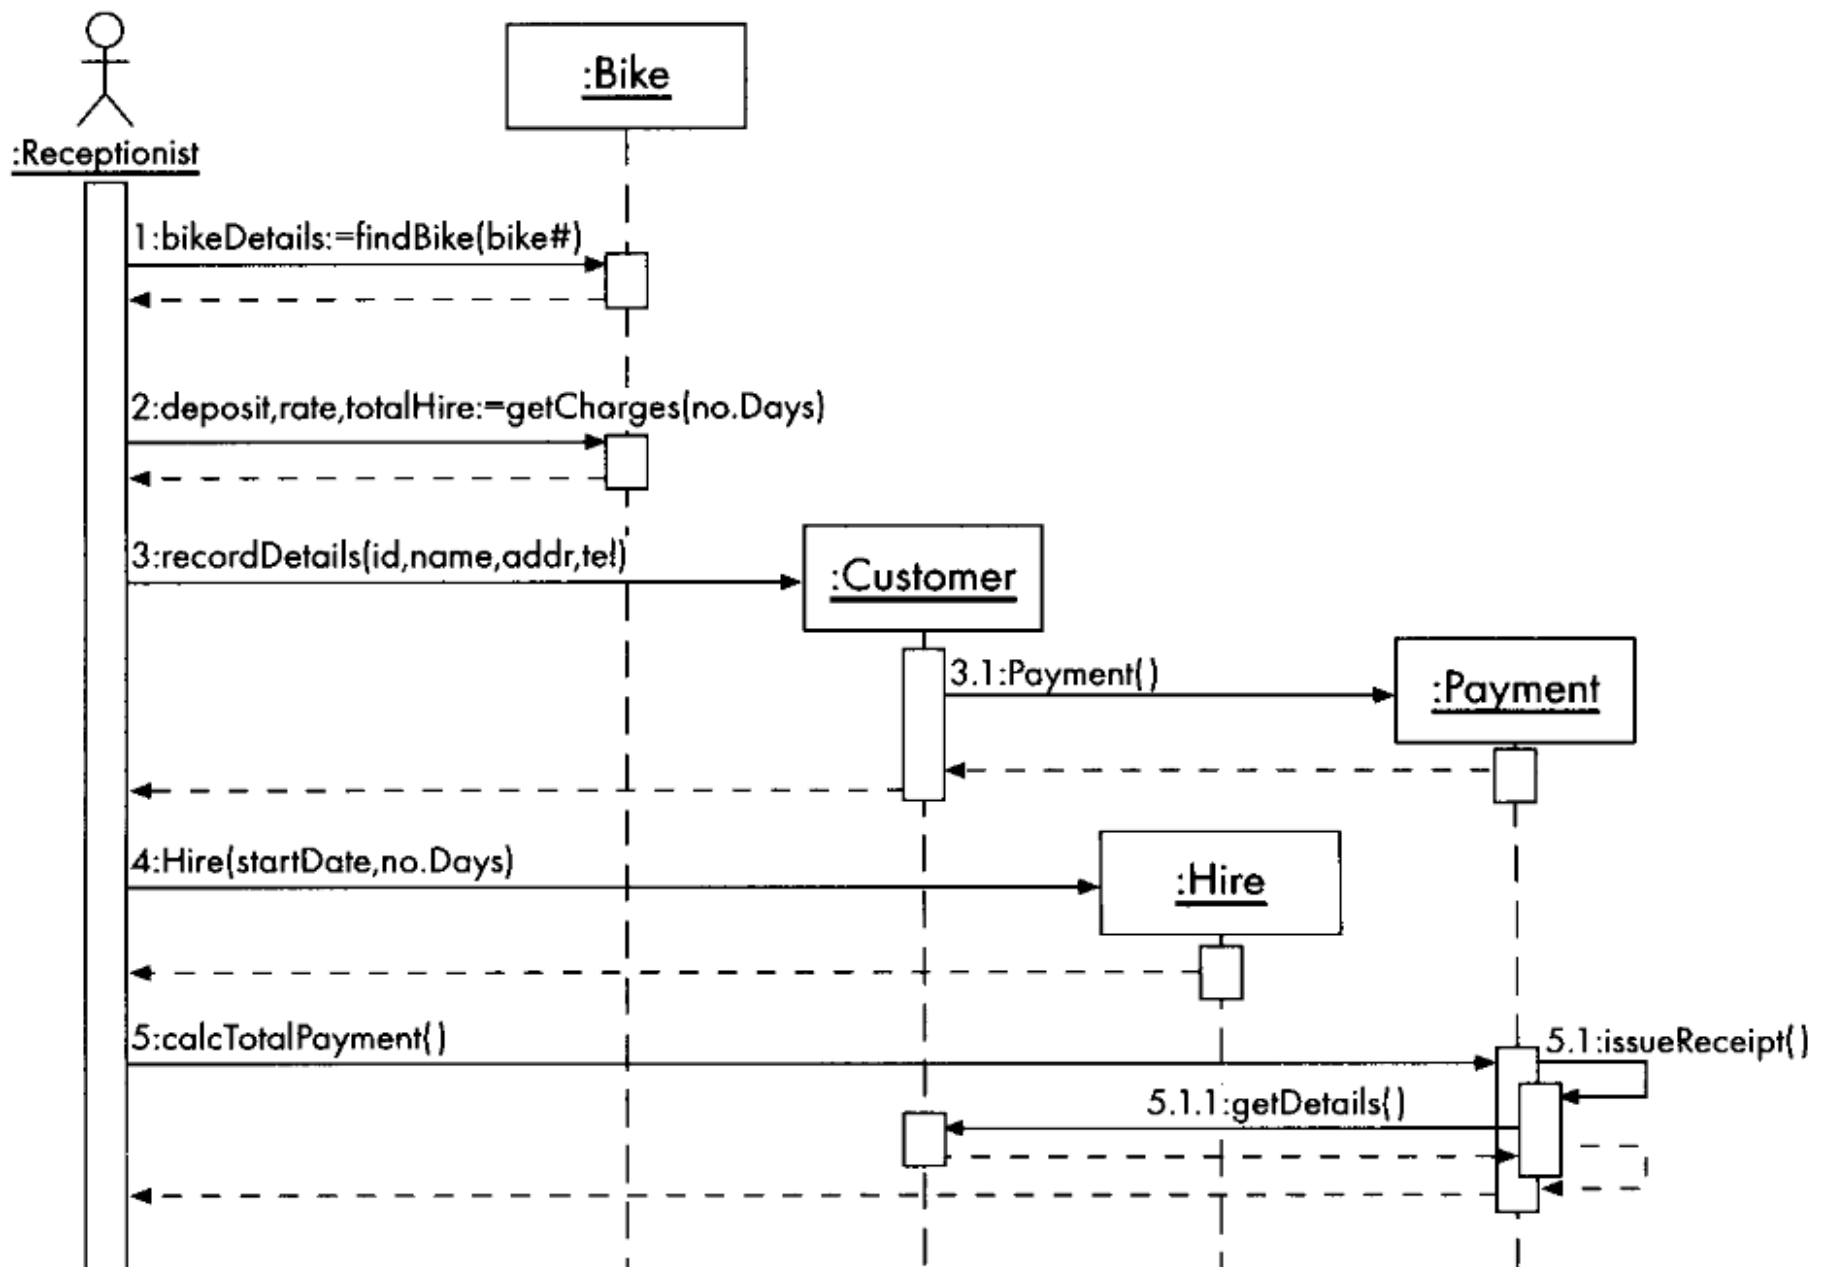 :Bike
:Receptionist
1:bikeDetails:=findBike(bike#)
2:deposit,rate,totalHire:=getCharges(no.Days)
3:recordDetails(id,name,addr,tel)
:Customer
3.1:Payment()
:Payment
4:Hire(startDate,no.Days)
:Hire
5:calcTotalPayment()
5.1:issueReceipt()
5.1.1:getDetails()